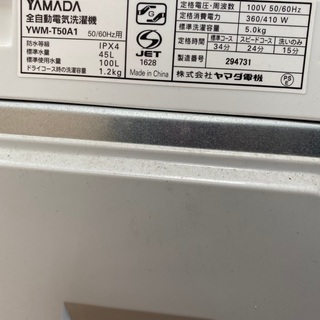 YAMADA
全自動電気洗濯機
YWM-T50A1 50/60Hz用
防水等級 IPX4
標準水量 45L
標準使用水量 100L
ドライコース時の洗濯容量 1.2kg
S JET
1628
Made in China
定格電圧・周波数 100V 50/60Hz
定格消費電力 360/410 W
標準洗濯容量 5.0kg
定格時間 標準コース スピードコース 洗いのみ
34分 24分 15分
製造番号 294731
株式会社ヤマダ電機
PS E